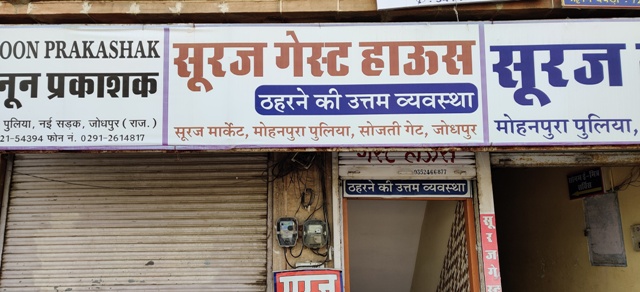 OON PRAKASHAK
नून प्रकाशक
पुलिया, नई सड़क, जोधपुर ( राज. )
21-54394 फोन नं. 0291-2614817
सूरज गेस्ट हाऊस
ठहरने की उत्तम व्यवस्था
सूरज मार्केट, मोहनपुरा पुलिया, सोजती गेट, जोधपुर
सूरज
मोहनपुरा पुलिया,
गेस्ट हाऊस
ठहरने की उत्तम व्यवस्था
सू
र
ज
गे